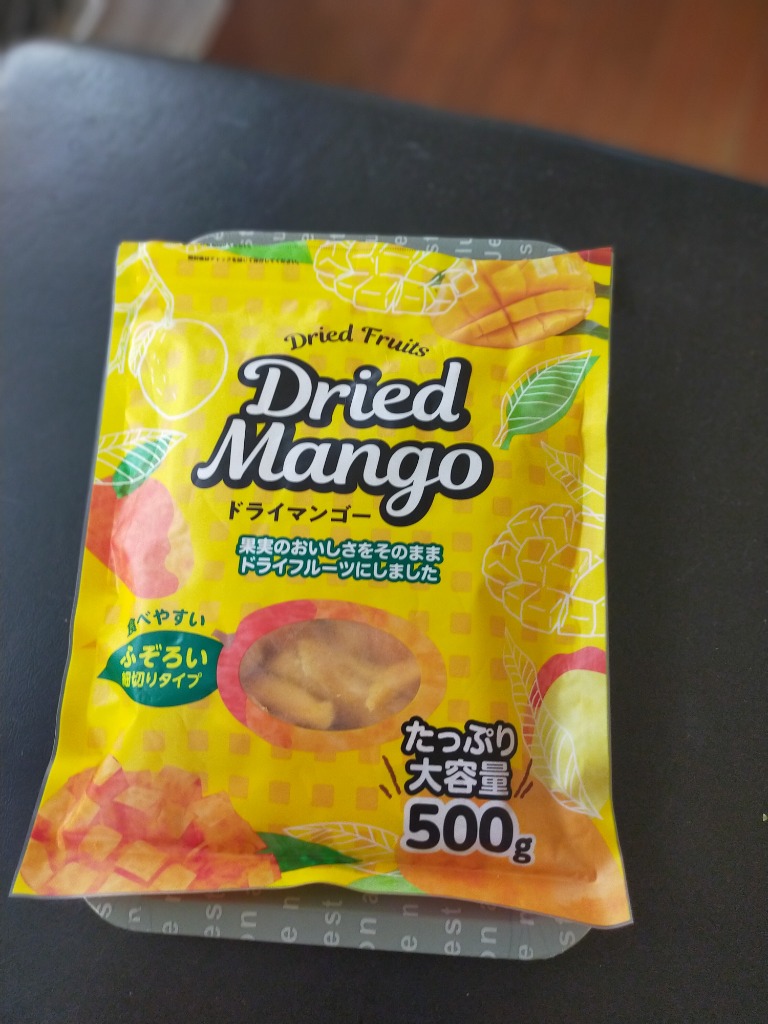 Dried Fruits
Dried
Mango
ドライマンゴー
果実のおいしさをそのまま
ドライフルーツにしました
食べやすい
ふぞろい
細切りタイプ
たっぷり
大容量
500g